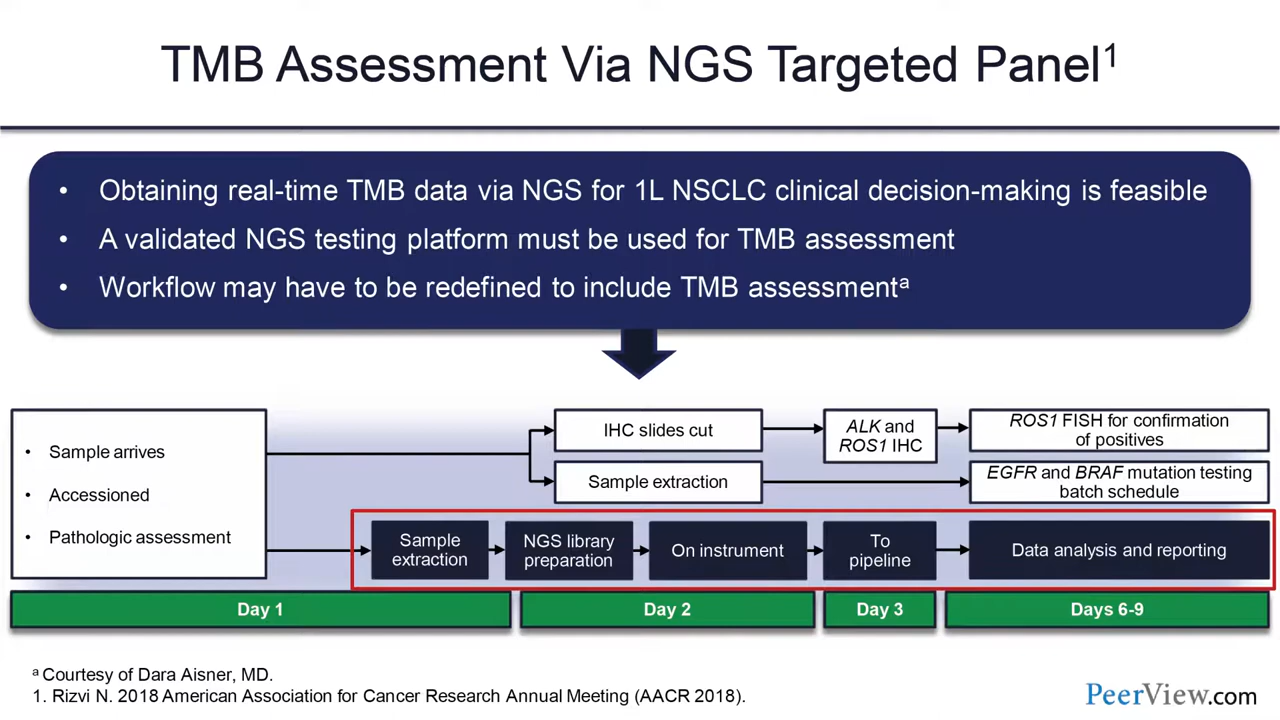 TMB Assessment Via NGS Targeted Panel¹
• Obtaining real-time TMB data via NGS for 1L NSCLC clinical decision-making is feasible
• A validated NGS testing platform must be used for TMB assessment
• Workflow may have to be redefined to include TMB assessmentᵃ
• Sample arrives
• Accessioned
• Pathologic assessment
IHC slides cut
ALK and
ROS1 IHC
ROS1 FISH for confirmation
of positives
Sample extraction
EGFR and BRAF mutation testing
batch schedule
Sample
extraction
NGS library
preparation
On instrument
To
pipeline
Data analysis and reporting
Day 1
Day 2
Day 3
Days 6-9
ᵃ Courtesy of Dara Aisner, MD.
1. Rizvi N. 2018 American Association for Cancer Research Annual Meeting (AACR 2018).
PeerView.com